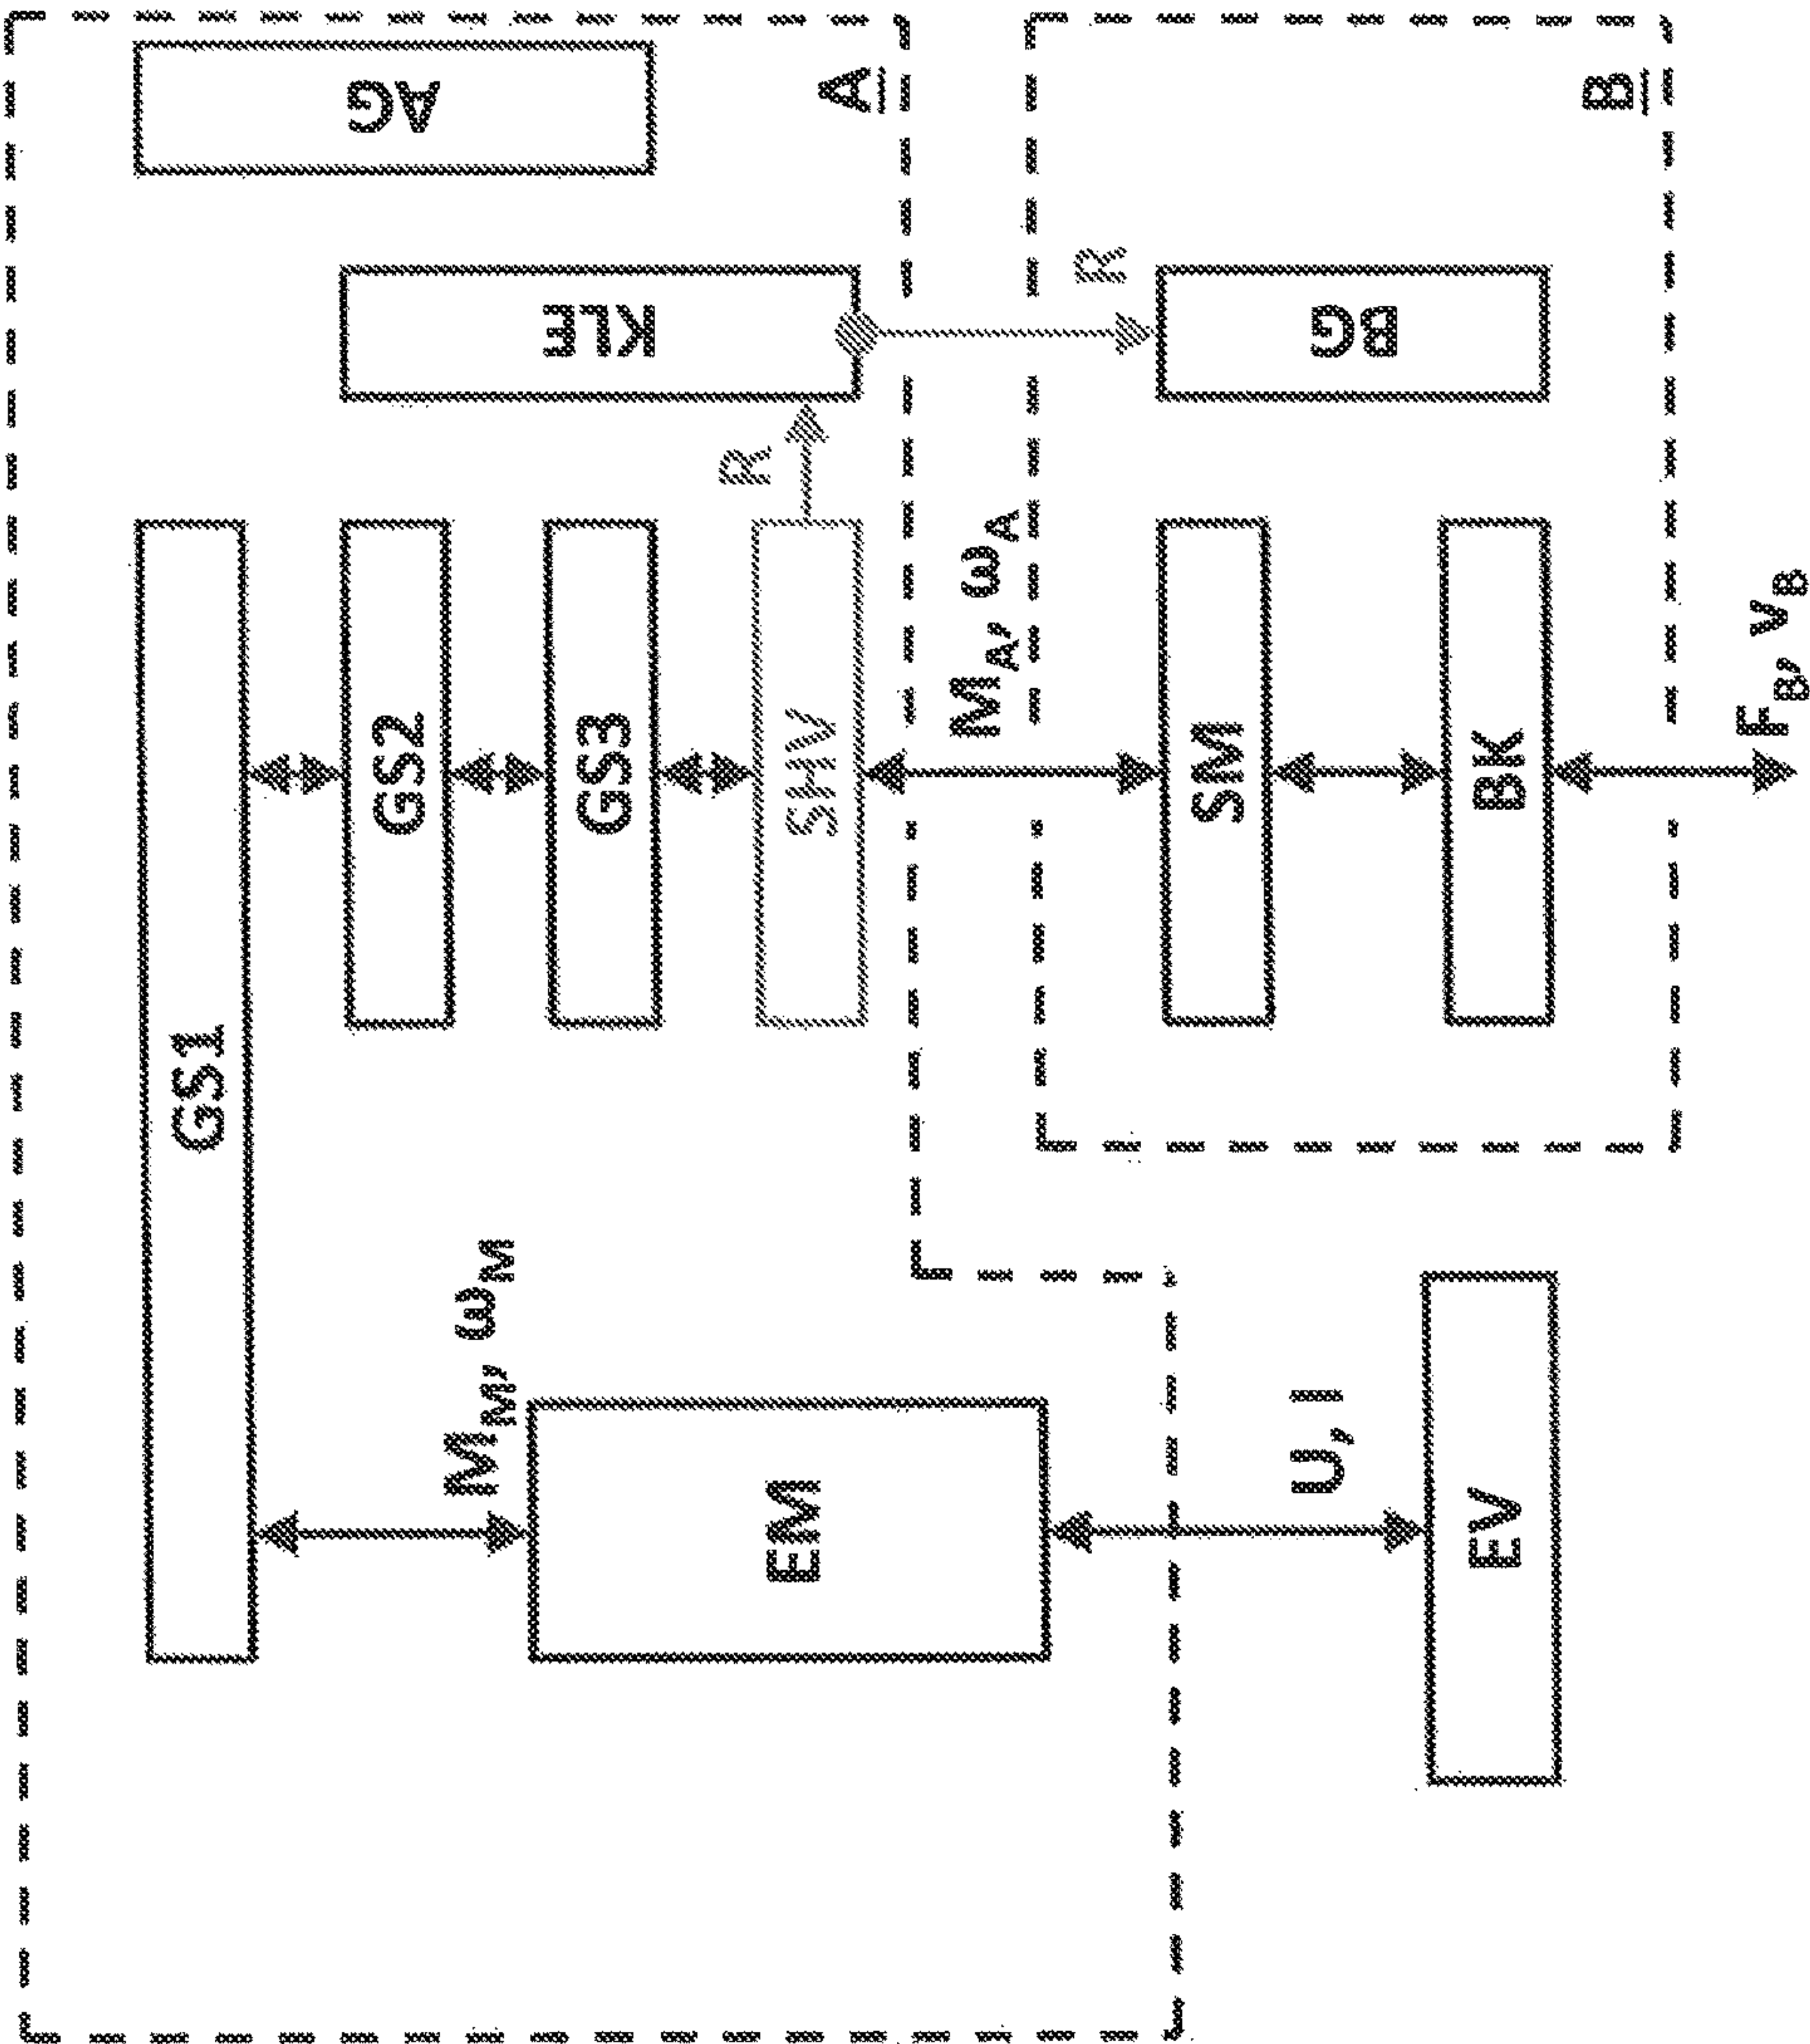 AG
A
B
KLE
R
BG
R
GS1
GS2
GS3
SHV
M_A, ω_A
SM
BK
F_B, v_B
M_M, ω_M
EM
U, I
EV